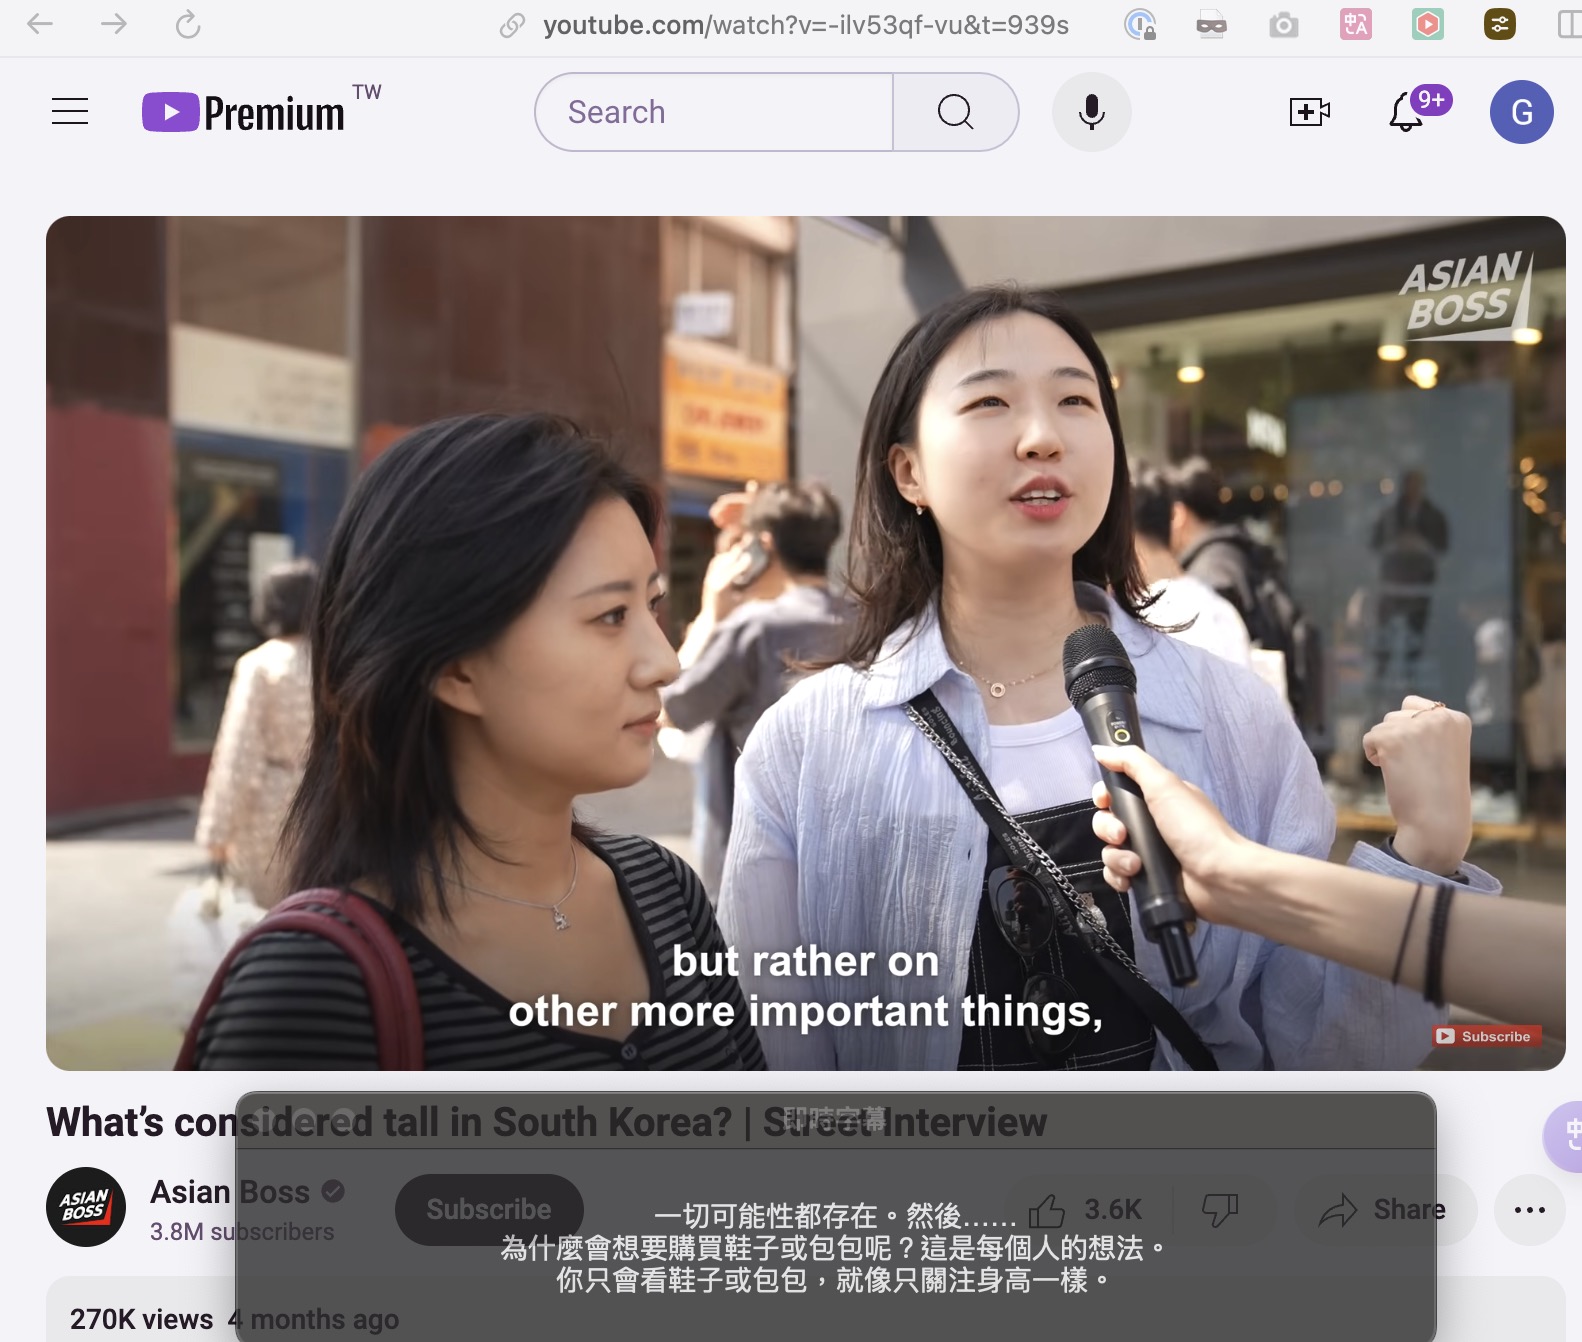 youtube.com/watch?v=-ilv53qf-vu&t=939s
Premium TW
Search
9+
G
ASIAN
BOSS
but rather on
other more important things,
Subscribe
What's considered tall in South Korea? | Street Interview
即時字幕
ASIAN
BOSS
Asian Boss
3.8M subscribers
Subscribe
3.6K
Share
一切可能性都存在。然後……
為什麼會想要購買鞋子或包包呢？這是每個人的想法。
你只會看鞋子或包包，就像只關注身高一樣。
270K views 4 months ago